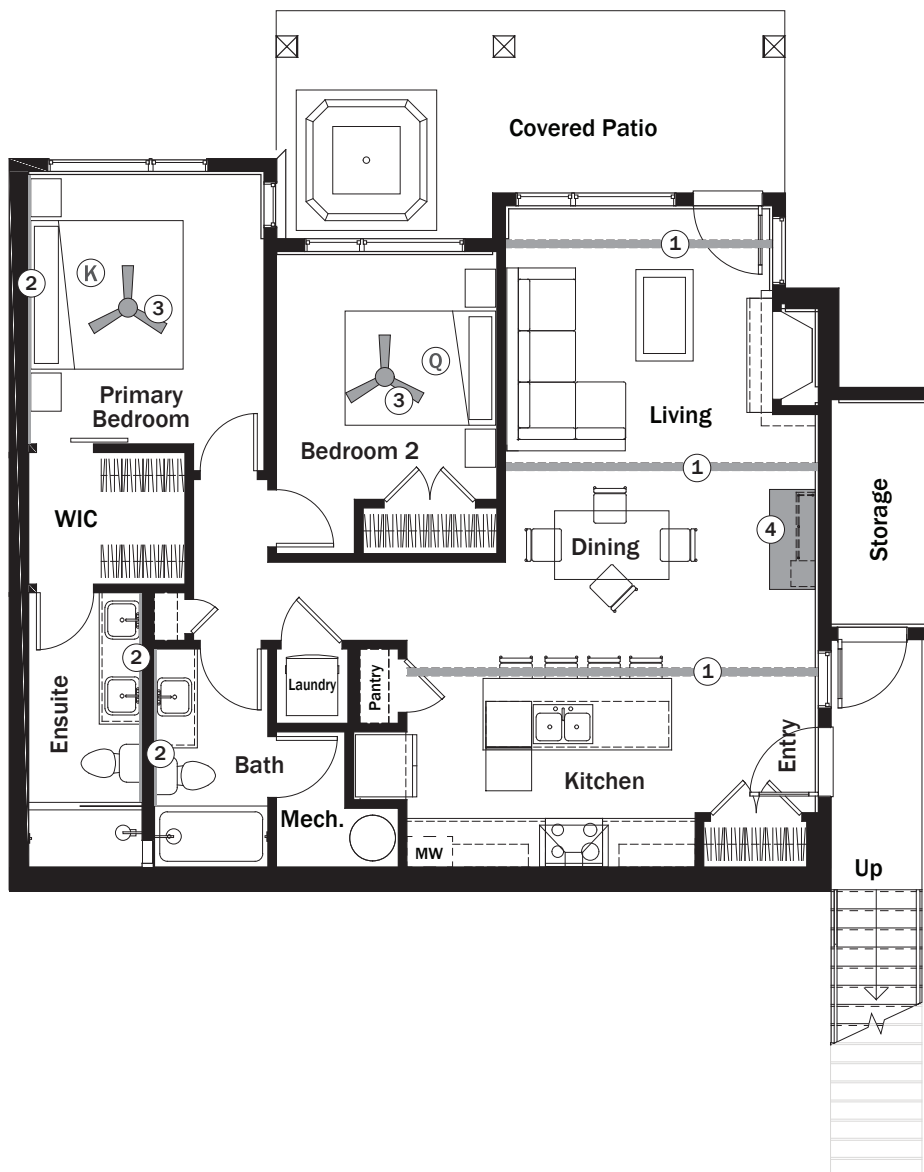 Covered Patio
1
2
K
3
Q
3
Primary
Bedroom
Bedroom 2
Living
1
WIC
Dining
4
Storage
2
Laundry
Pantry
1
Ensuite
2
Bath
Kitchen
Entry
Mech.
MW
Up